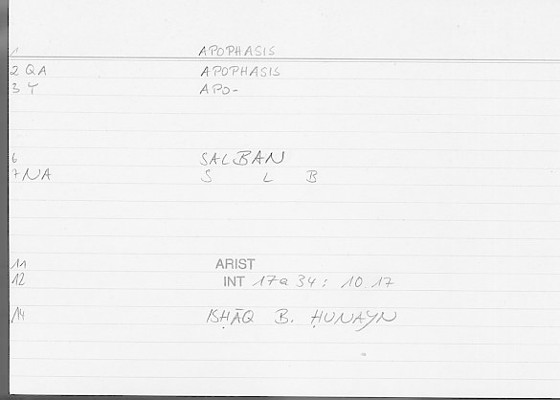 1 APOPHASIS
2 QA APOPHASIS
3 T APO-
6 SALBAN
7 NA S L B
11 ARIST
12 INT 17a 34 ; 10.17
14 ISḤĀQ B. ḤUNAYN